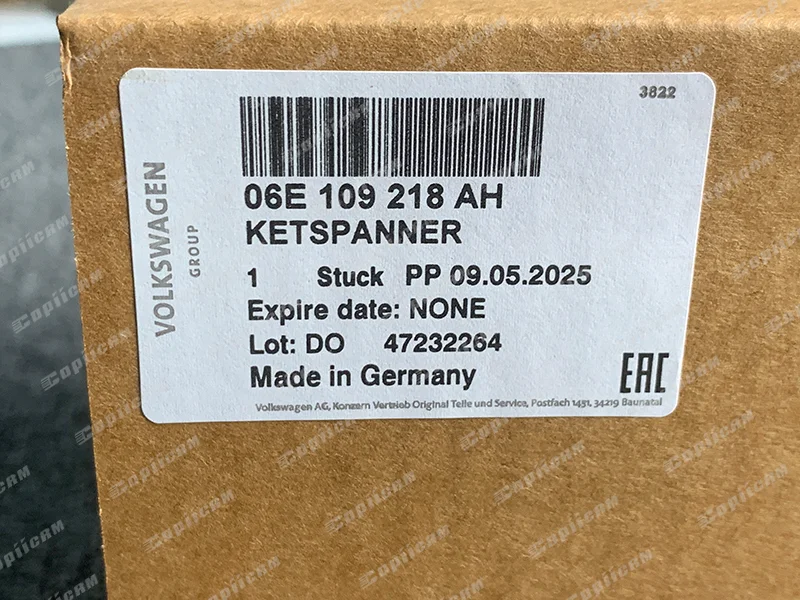 3822
VOLKSWAGEN
GROUP
06E 109 218 AH
KETSPANNER
1 Stuck PP 09.05.2025
Expire date: NONE
Lot: DO 47232264
Made in Germany
EAC
Volkswagen AG, Konzern Vertrieb Original Teile und Service, Postfach 1451, 34219 Baunatal
CopiiCAM